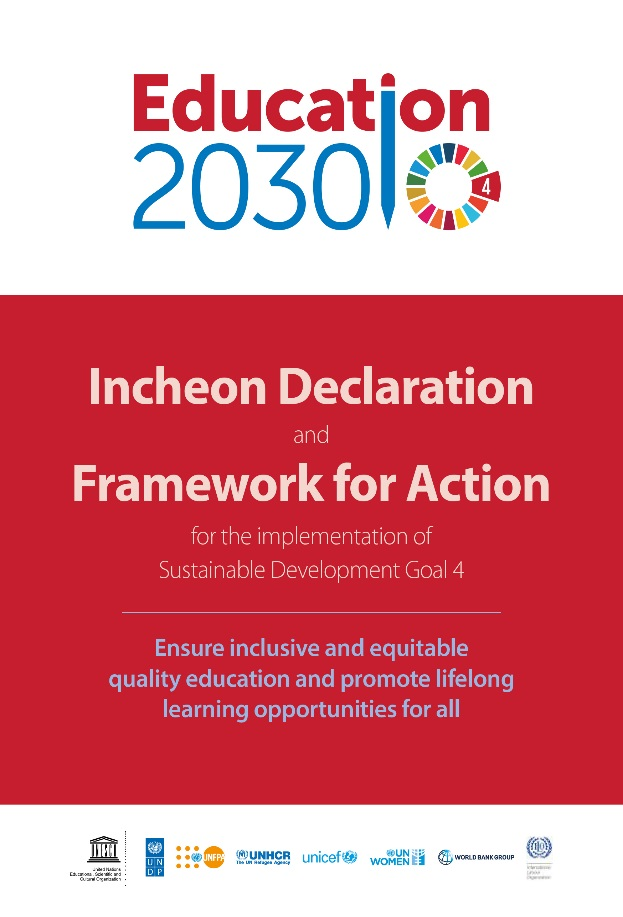 Education
2030
4
Incheon Declaration
and
Framework for Action
for the implementation of
Sustainable Development Goal 4
Ensure inclusive and equitable
quality education and promote lifelong
learning opportunities for all
United Nations
Educational, Scientific and
Cultural Organization
UN
DP
UNFPA
UNHCR
The UN Refugee Agency
unicef
UN
WOMEN
WORLD BANK GROUP
International
Labour
Organization